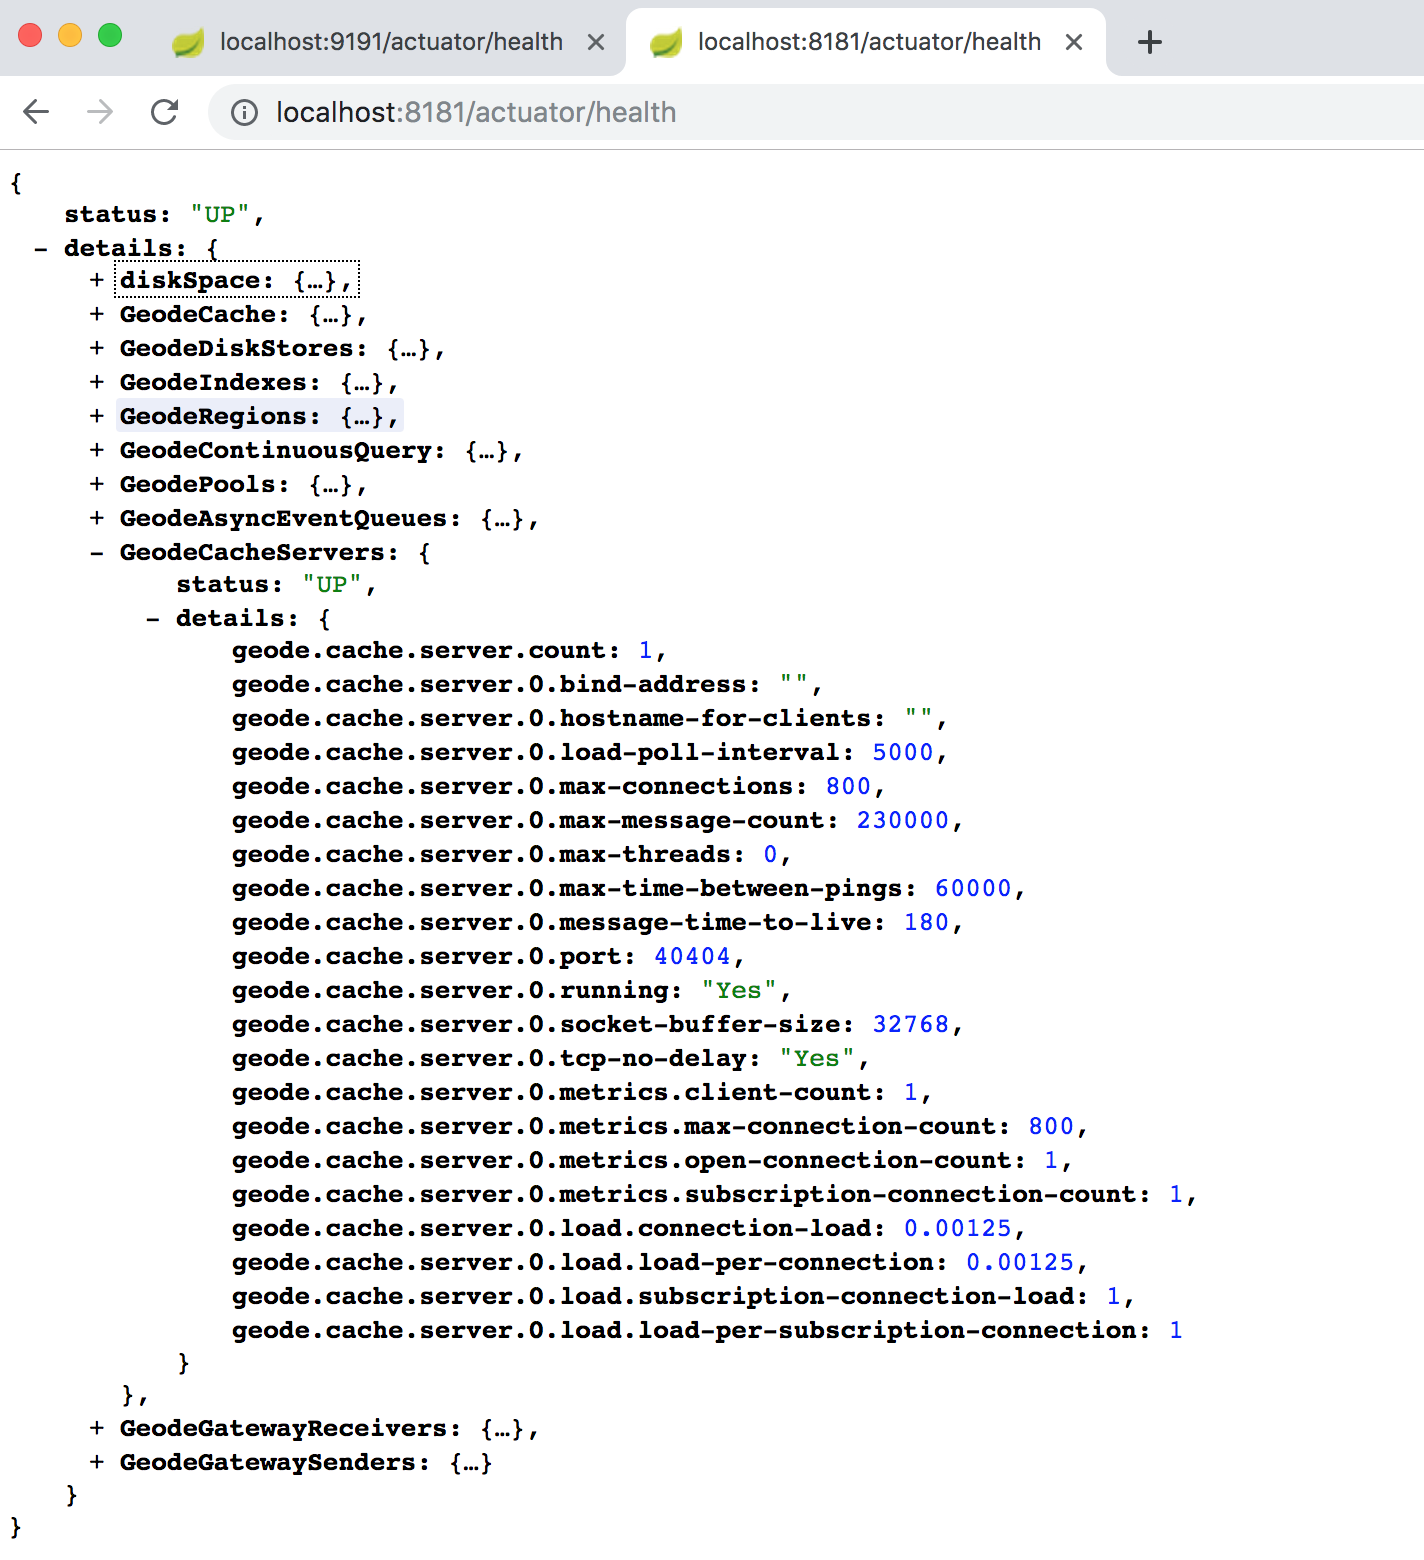 localhost:9191/actuator/health
localhost:8181/actuator/health
localhost:8181/actuator/health
{
status: "UP",
- details: {
+ diskSpace: {…},
+ GeodeCache: {…},
+ GeodeDiskStores: {…},
+ GeodeIndexes: {…},
+ GeodeRegions: {…},
+ GeodeContinuousQuery: {…},
+ GeodePools: {…},
+ GeodeAsyncEventQueues: {…},
- GeodeCacheServers: {
status: "UP",
- details: {
geode.cache.server.count: 1,
geode.cache.server.0.bind-address: "",
geode.cache.server.0.hostname-for-clients: "",
geode.cache.server.0.load-poll-interval: 5000,
geode.cache.server.0.max-connections: 800,
geode.cache.server.0.max-message-count: 230000,
geode.cache.server.0.max-threads: 0,
geode.cache.server.0.max-time-between-pings: 60000,
geode.cache.server.0.message-time-to-live: 180,
geode.cache.server.0.port: 40404,
geode.cache.server.0.running: "Yes",
geode.cache.server.0.socket-buffer-size: 32768,
geode.cache.server.0.tcp-no-delay: "Yes",
geode.cache.server.0.metrics.client-count: 1,
geode.cache.server.0.metrics.max-connection-count: 800,
geode.cache.server.0.metrics.open-connection-count: 1,
geode.cache.server.0.metrics.subscription-connection-count: 1,
geode.cache.server.0.load.connection-load: 0.00125,
geode.cache.server.0.load.load-per-connection: 0.00125,
geode.cache.server.0.load.subscription-connection-load: 1,
geode.cache.server.0.load.load-per-subscription-connection: 1
}
},
+ GeodeGatewayReceivers: {…},
+ GeodeGatewaySenders: {…}
}
}